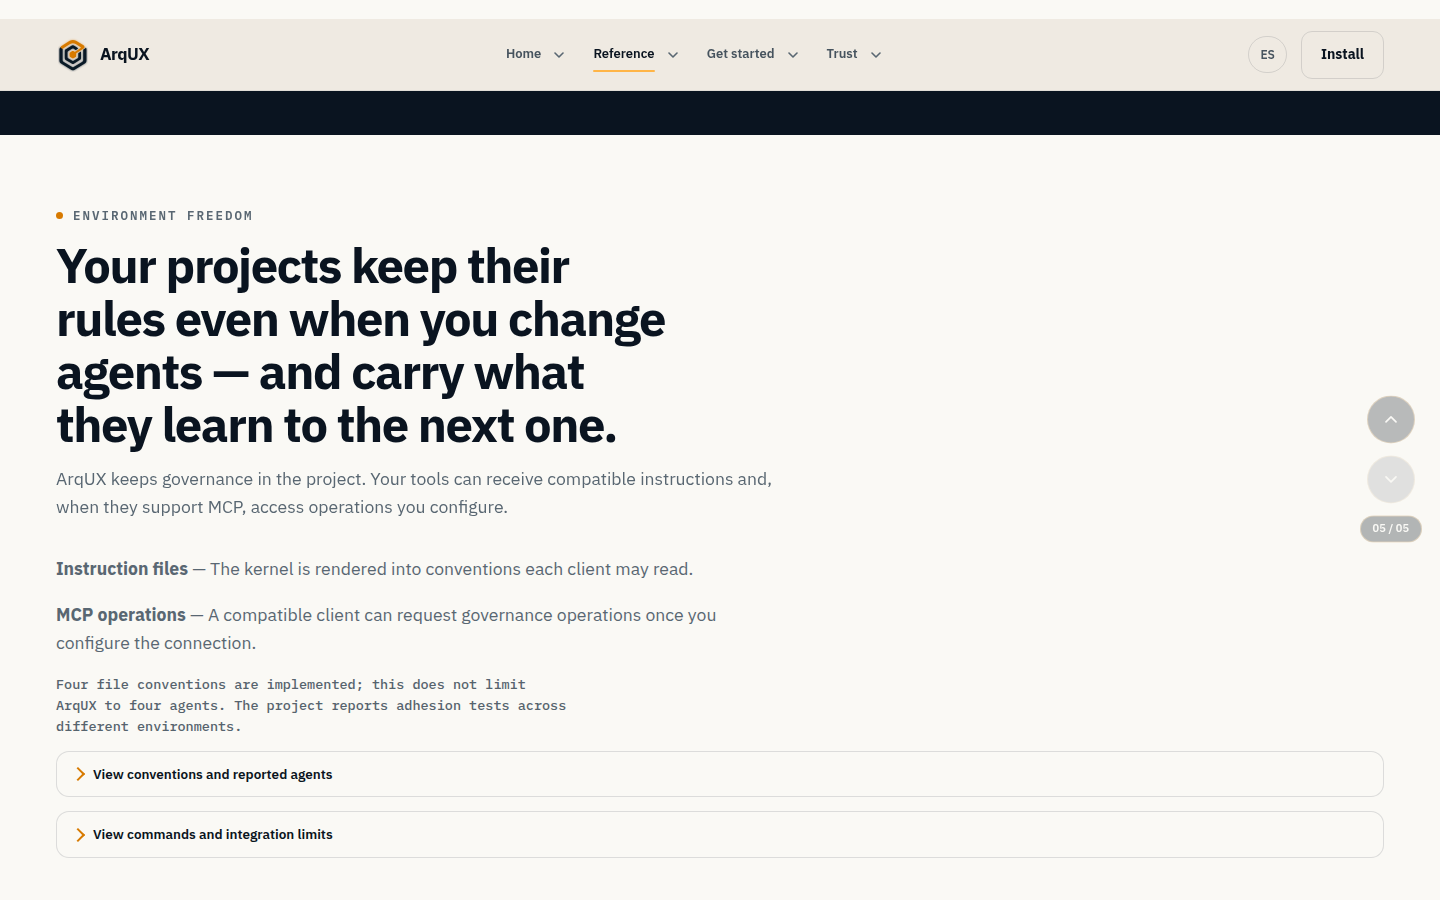 ArqUX
Home
Reference
Get started
Trust
ES
Install
ENVIRONMENT FREEDOM
Your projects keep their
rules even when you change
agents — and carry what
they learn to the next one.
ArqUX keeps governance in the project. Your tools can receive compatible instructions and,
when they support MCP, access operations you configure.
Instruction files — The kernel is rendered into conventions each client may read.
MCP operations — A compatible client can request governance operations once you
configure the connection.
Four file conventions are implemented; this does not limit
ArqUX to four agents. The project reports adhesion tests across
different environments.
View conventions and reported agents
View commands and integration limits
05 / 05